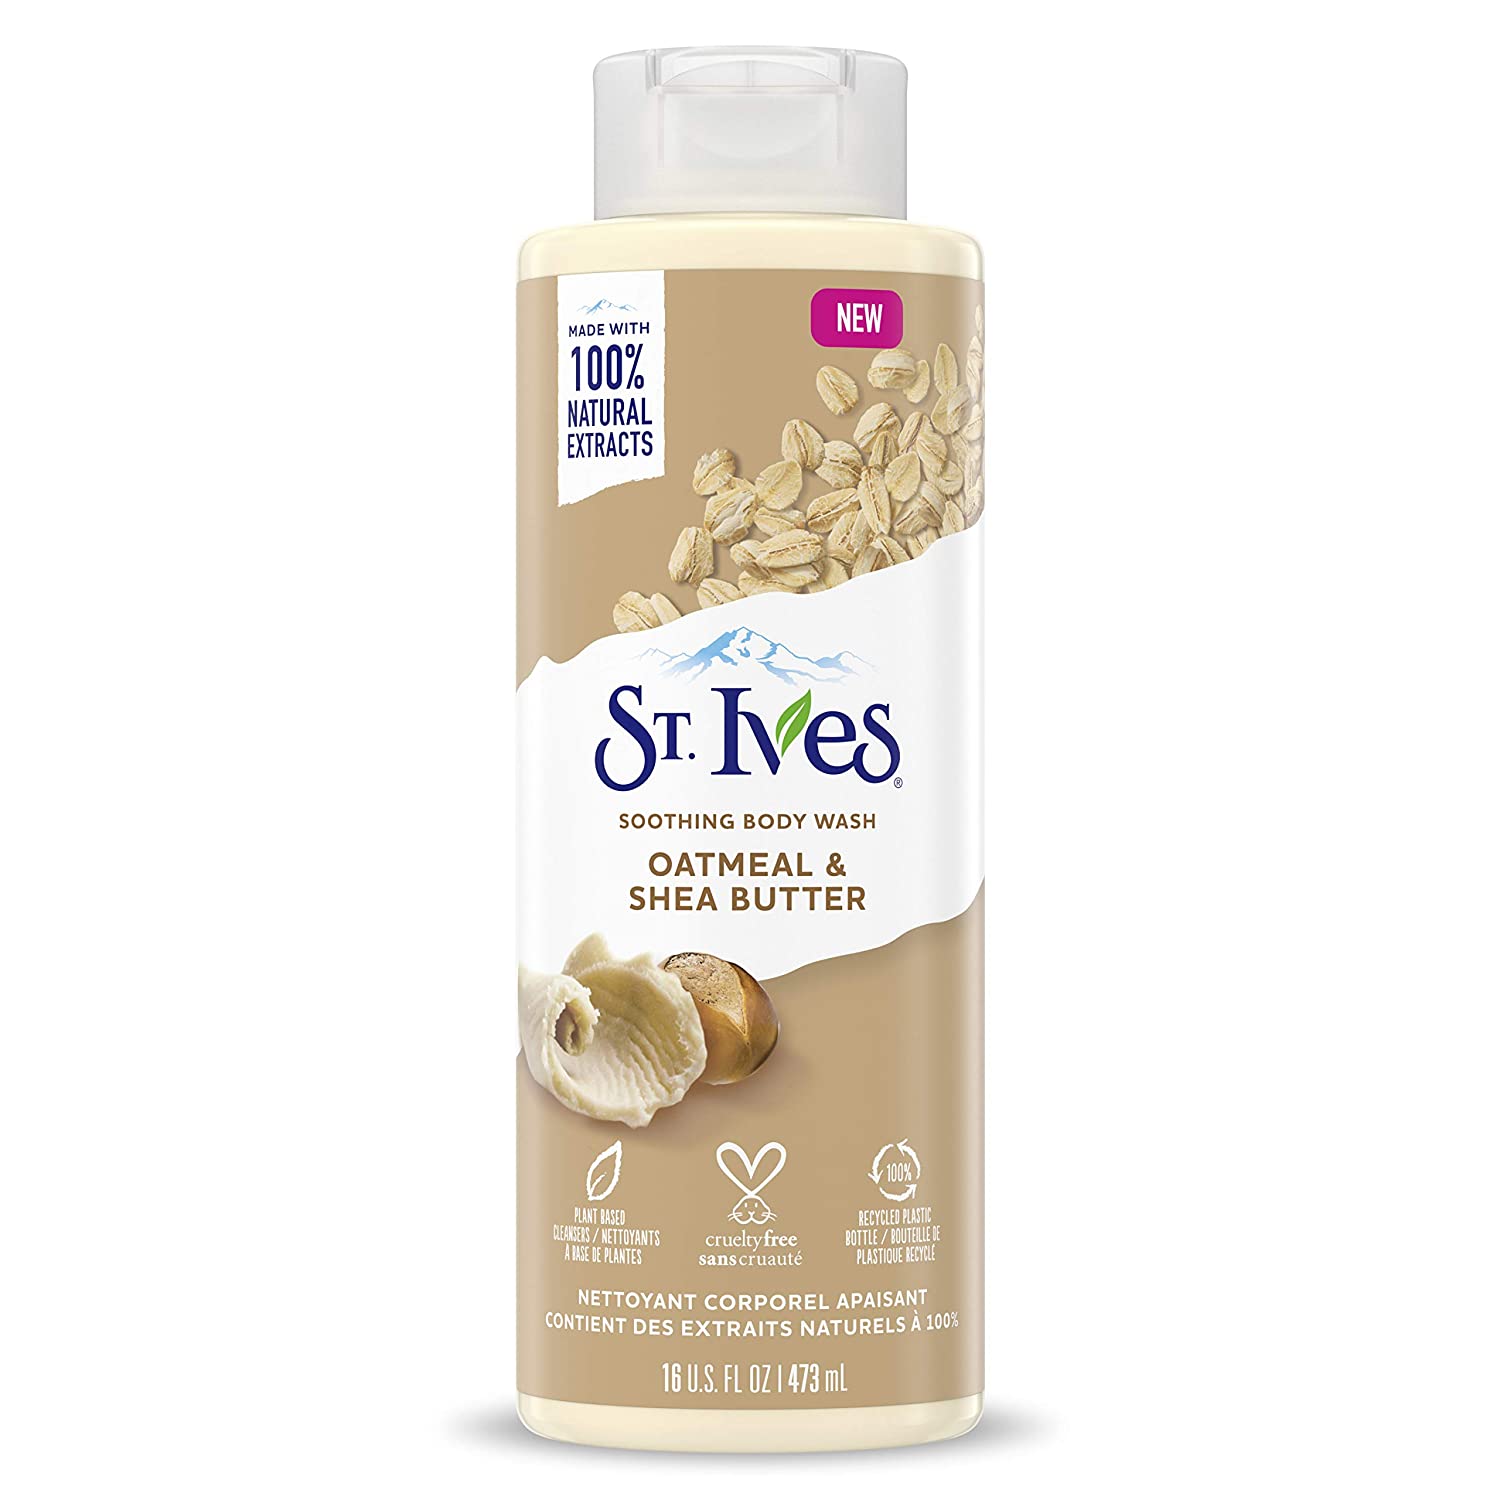 MADE WITH
100%
NATURAL
EXTRACTS
NEW
ST. IVES®
SOOTHING BODY WASH
OATMEAL &
SHEA BUTTER
PLANT BASED
CLEANSERS / NETTOYANTS
À BASE DE PLANTES
crueltyfree
sanscruauté
100%
RECYCLED PLASTIC
BOTTLE / BOUTEILLE DE
PLASTIQUE RECYCLÉ
NETTOYANT CORPOREL APAISANT
CONTIENT DES EXTRAITS NATURELS À 100%
16 U.S. FL OZ | 473 mL